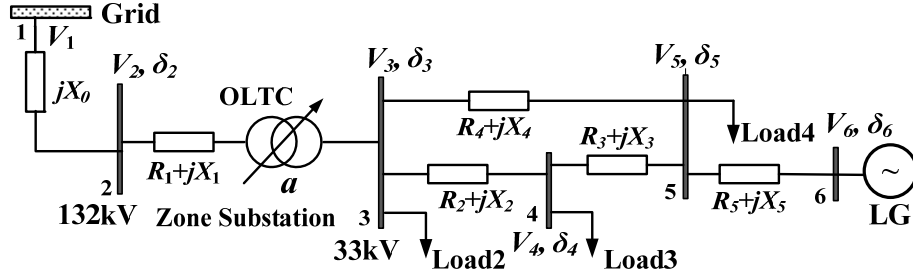 Grid
1
V1
jX0
V2, δ2
OLTC
V3, δ3
V5, δ5
R4+jX4
Load4
V6, δ6
R1+jX1
a
R3+jX3
R2+jX2
R5+jX5
~
2
132kV
Zone Substation
3
33kV
Load2
4
V4, δ4
Load3
5
6
LG